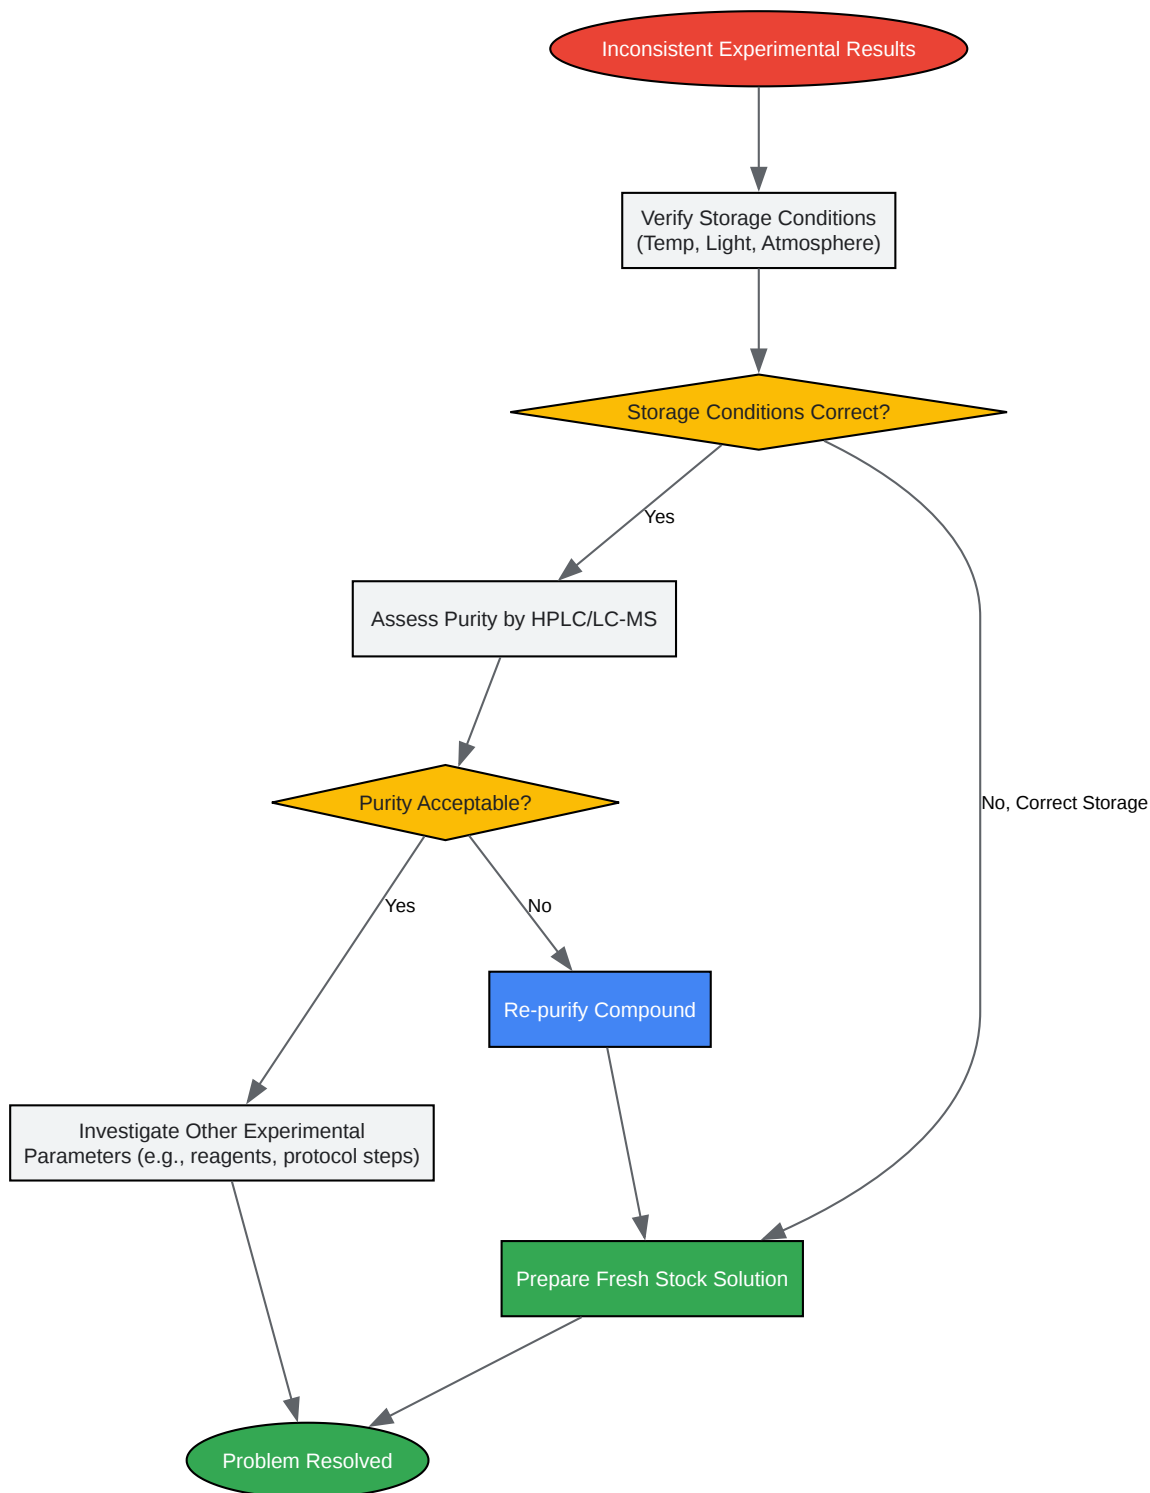 Inconsistent Experimental Results
Verify Storage Conditions
(Temp, Light, Atmosphere)
Storage Conditions Correct?
Yes
Assess Purity by HPLC/LC-MS
Purity Acceptable?
No, Correct Storage
Yes
No
Re-purify Compound
Investigate Other Experimental
Parameters (e.g., reagents, protocol steps)
Prepare Fresh Stock Solution
Problem Resolved